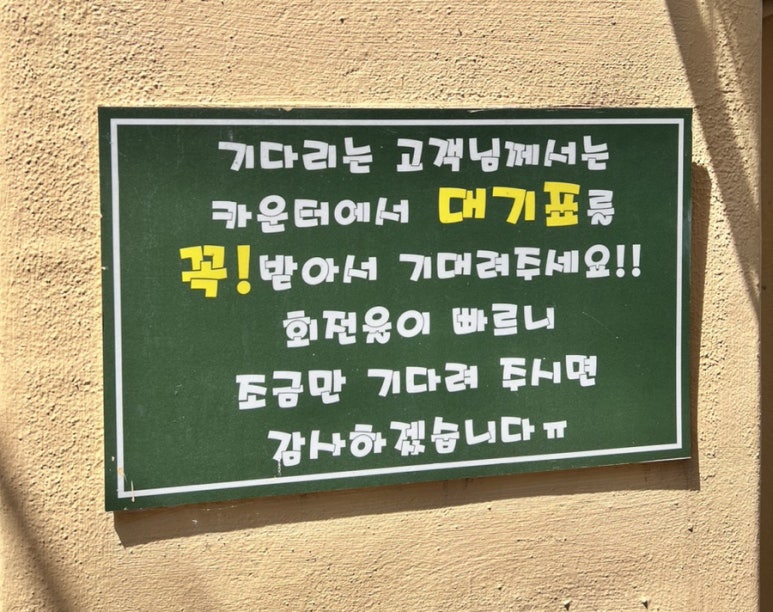 기다리는 고객님께서는
카운터에서 대기표를
꼭! 받아서 기대려주세요!!
회전율이 빠르니
조금만 기다려 주시면
감사하겠습니다ㅠ